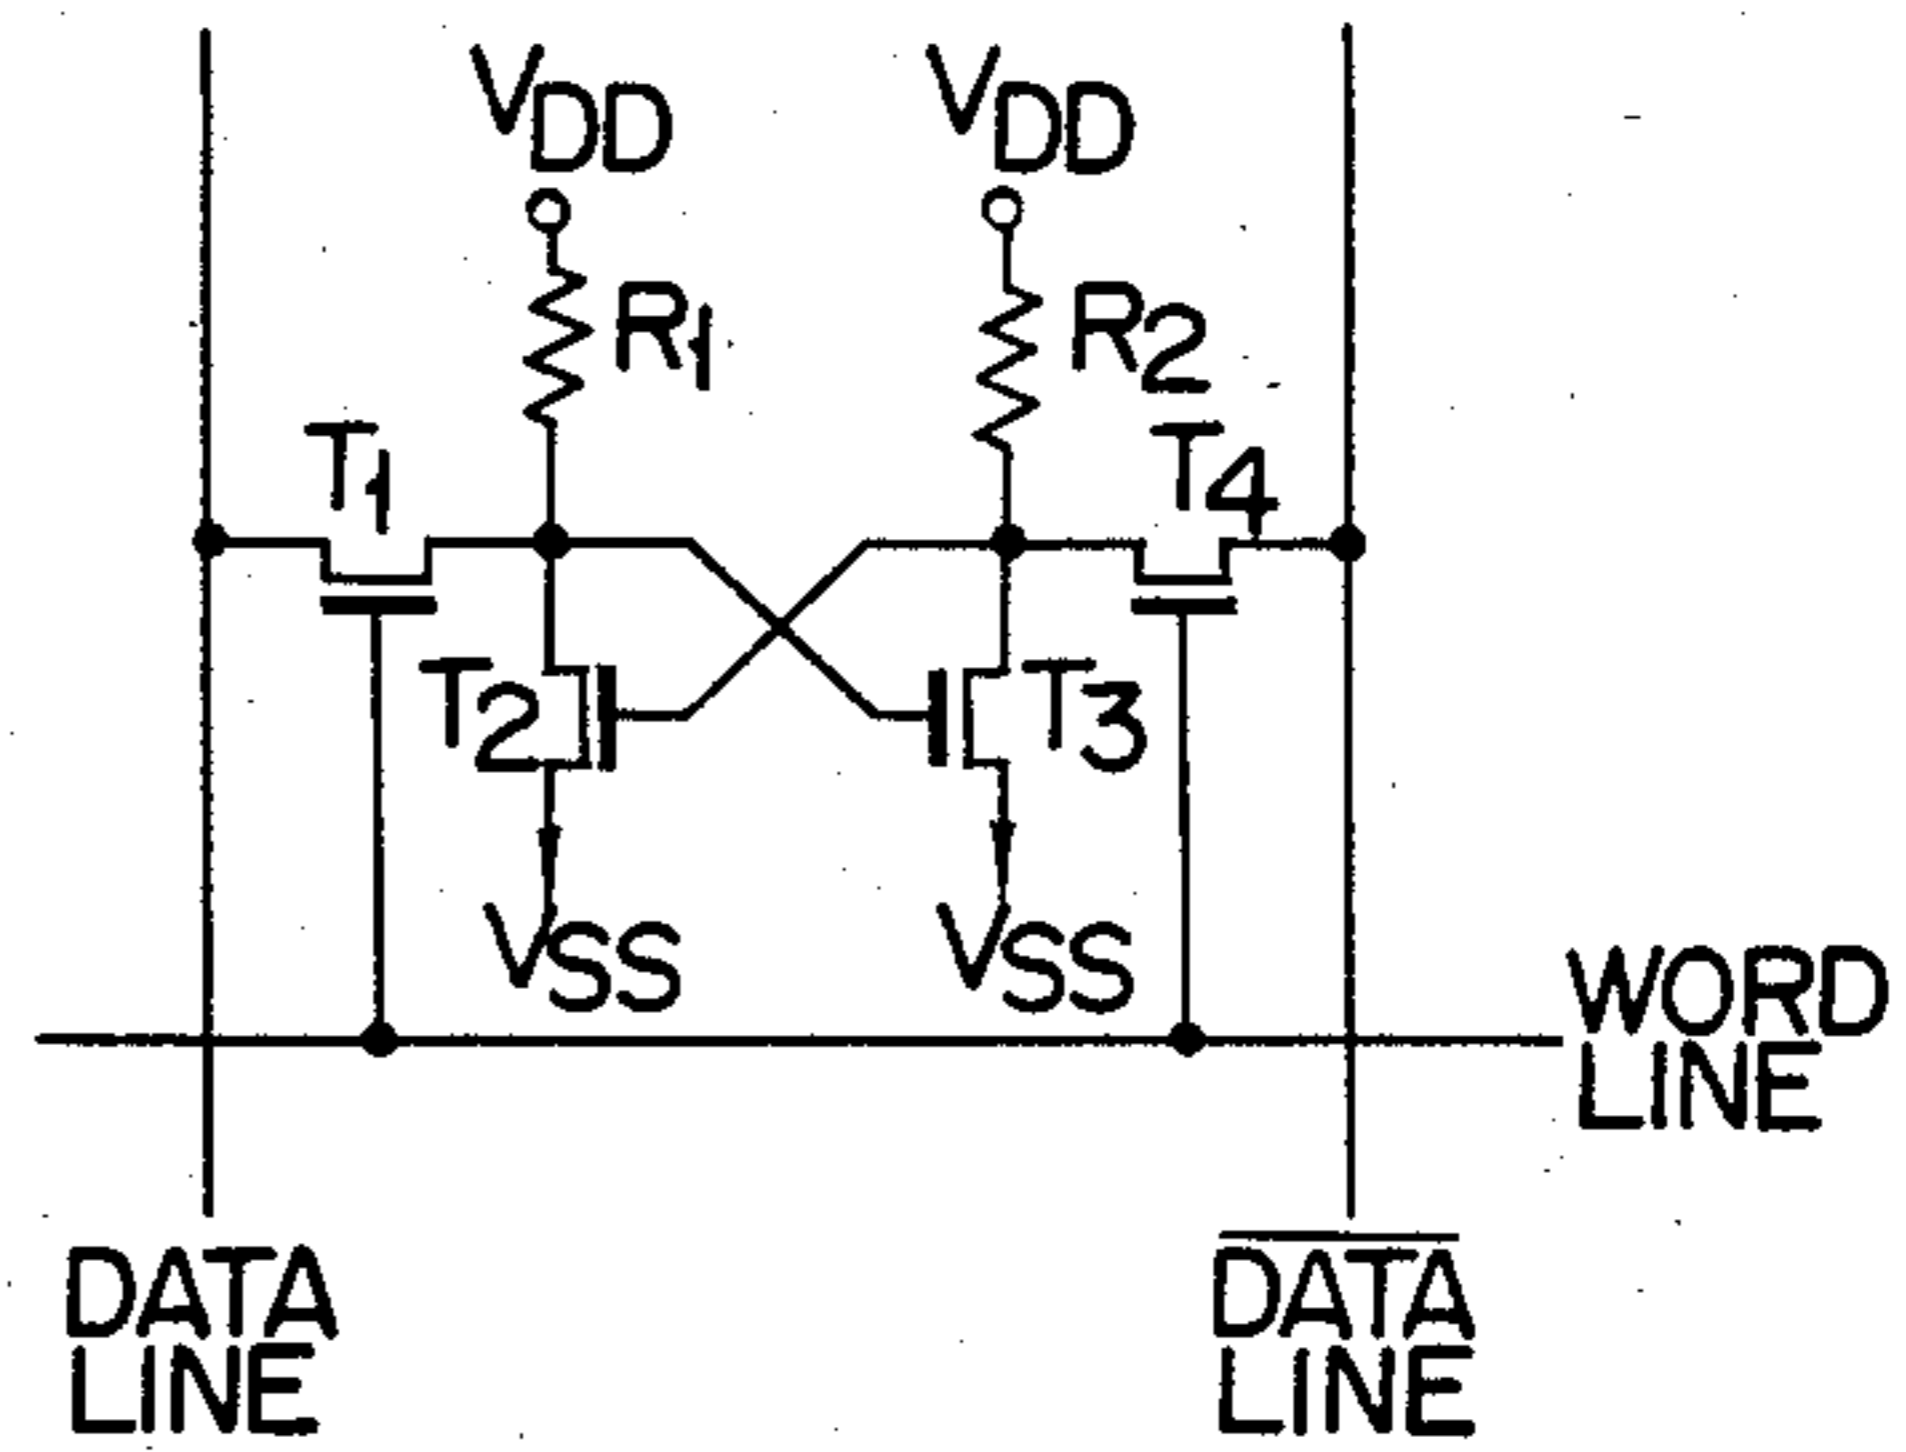 VDD VDD
R1 R2
T1 T4
T2 T3
VSS VSS
WORD
LINE
DATA
LINE
DATA
LINE